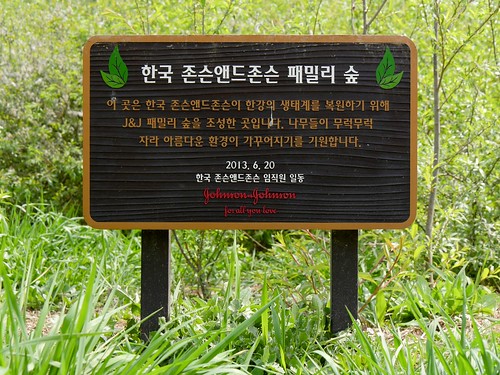 한국 존슨앤드존슨 패밀리 숲
이 곳은 한국 존슨앤드존슨이 한강의 생태계를 복원하기 위해
J&J 패밀리 숲을 조성한 곳입니다. 나무들이 무럭무럭
자라 아름다운 환경이 가꾸어지기를 기원합니다.
2013. 6. 20
한국 존슨앤드존슨 임직원 일동
Johnson & Johnson
for all you love